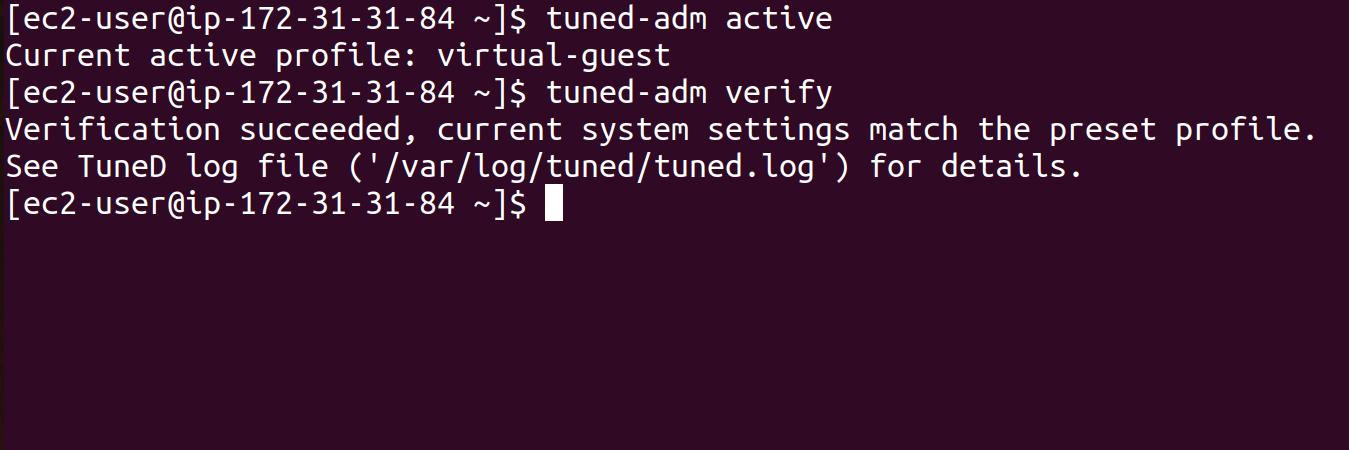 [ec2-user@ip-172-31-31-84 ~]$ tuned-adm active
Current active profile: virtual-guest
[ec2-user@ip-172-31-31-84 ~]$ tuned-adm verify
Verification succeeded, current system settings match the preset profile.
See TuneD log file ('/var/log/tuned/tuned.log') for details.
[ec2-user@ip-172-31-31-84 ~]$